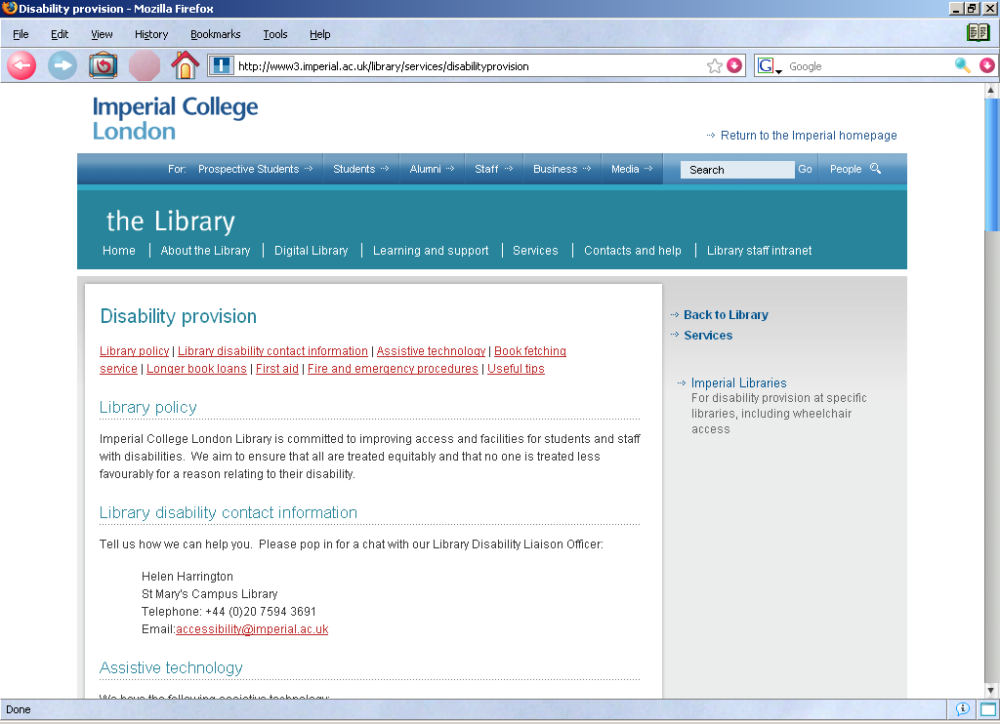 Disability provision - Mozilla Firefox
File Edit View History Bookmarks Tools Help
http://www3.imperial.ac.uk/library/services/disabilityprovision
G Google
Imperial College
London
Return to the Imperial homepage
For: Prospective Students Students Alumni Staff Business Media Search Go People
the Library
Home | About the Library | Digital Library | Learning and support | Services | Contacts and help | Library staff intranet
Disability provision
Library policy | Library disability contact information | Assistive technology | Book fetching
service | Longer book loans | First aid | Fire and emergency procedures | Useful tips
Library policy
Imperial College London Library is committed to improving access and facilities for students and staff
with disabilities. We aim to ensure that all are treated equitably and that no one is treated less
favourably for a reason relating to their disability.
Library disability contact information
Tell us how we can help you. Please pop in for a chat with our Library Disability Liaison Officer:
Helen Harrington
St Mary's Campus Library
Telephone: +44 (0)20 7594 3691
Email:accessibility@imperial.ac.uk
Assistive technology
We have the following assistive technology:
Back to Library
Services
Imperial Libraries
For disability provision at specific
libraries, including wheelchair
access
Done